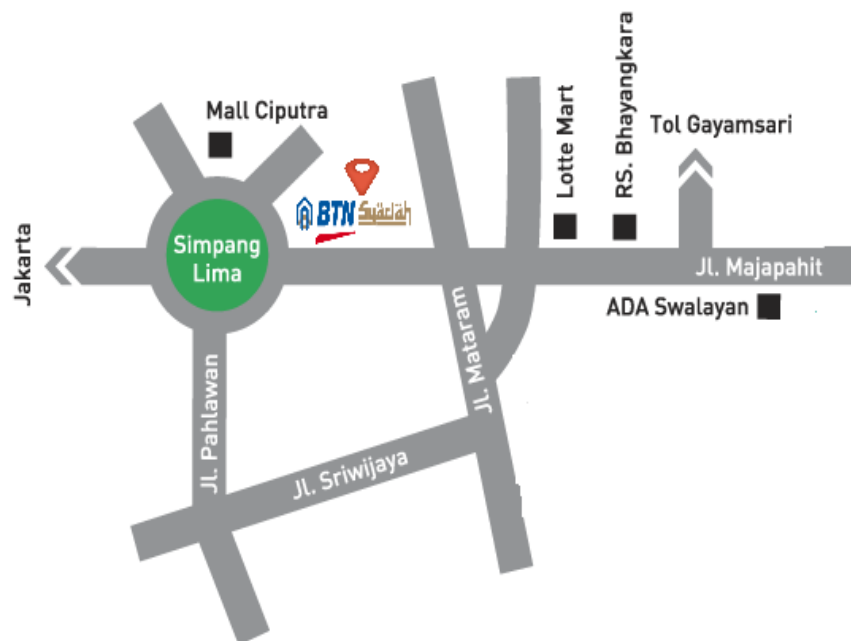 Mall Ciputra
Lotte Mart
RS. Bhayangkara
Tol Gayamsari
BTN Syariah
Simpang
Lima
Jakarta
Jl. Majapahit
ADA Swalayan
Jl. Mataram
Jl. Pahlawan
Jl. Sriwijaya